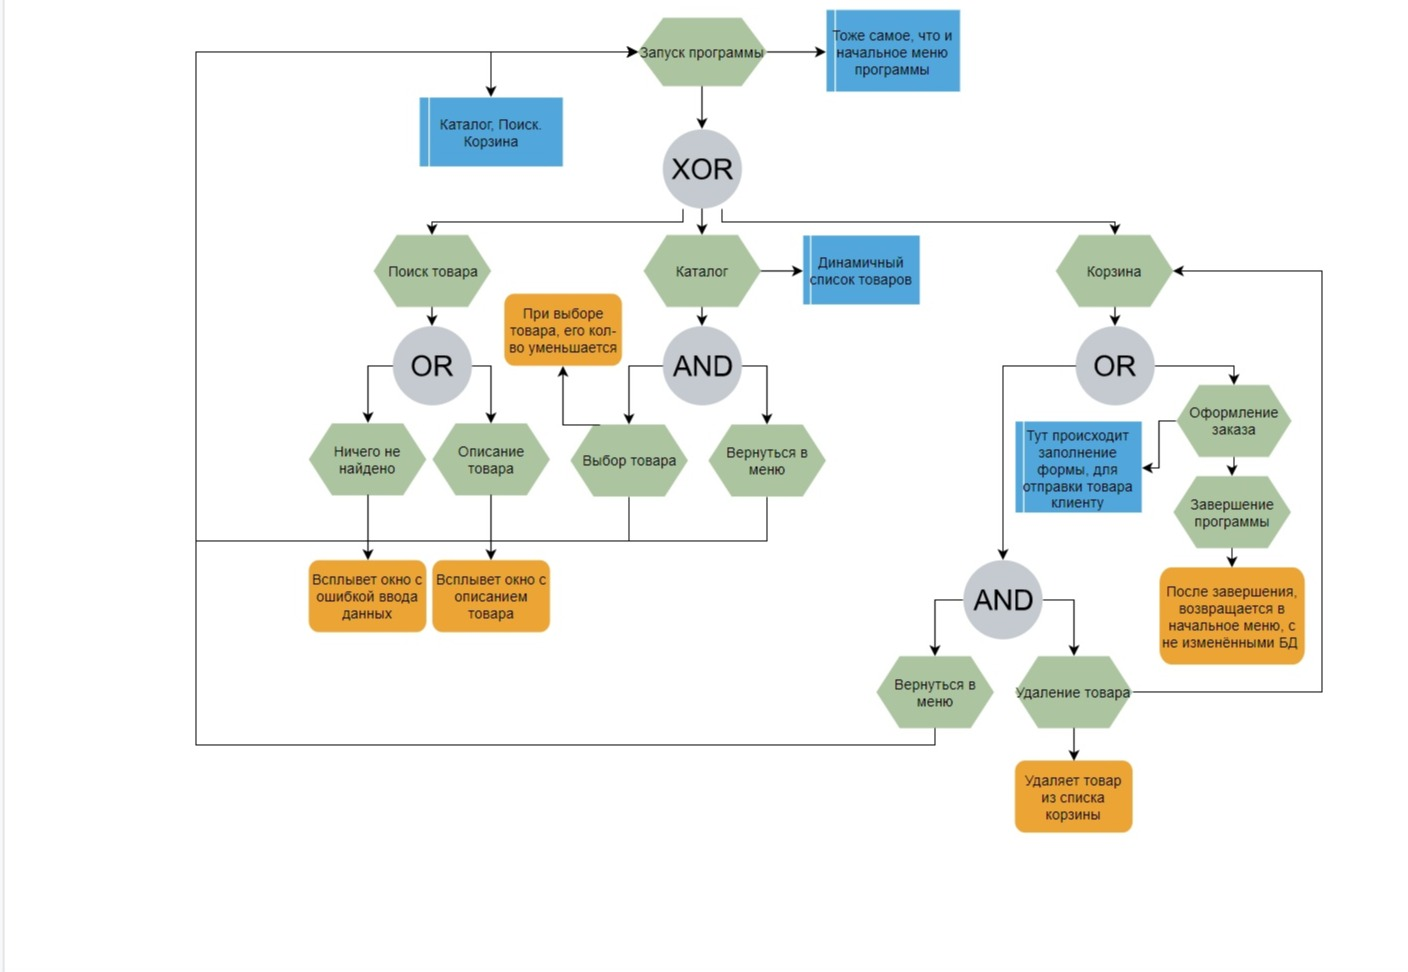 Запуск программы
Тоже самое, что и
начальное меню
программы
Каталог, Поиск.
Корзина
XOR
Поиск товара
Каталог
Динамичный
список товаров
Корзина
При выборе
товара, его кол-
во уменьшается
OR
AND
OR
Ничего не
найдено
Описание
товара
Выбор товара
Вернуться в
меню
Оформление
заказа
Тут происходит
заполнение
формы, для
отправки товара
клиенту
Завершение
программы
Всплывет окно с
ошибкой ввода
данных
Всплывет окно с
описанием
товара
AND
После завершения,
возвращается в
начальное меню, с
не изменёнными БД
Вернуться в
меню
Удаление товара
Удаляет товар
из списка
корзины